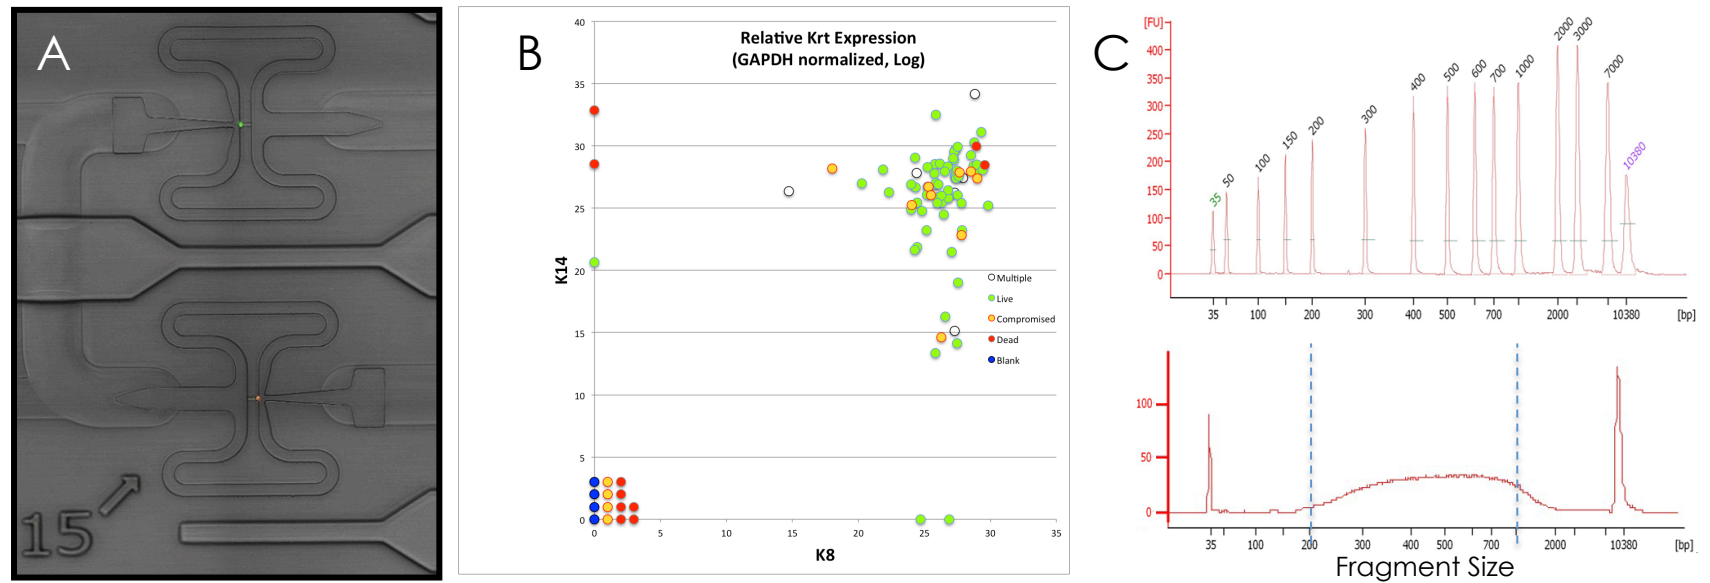 A
15
B
Relative Krt Expression
(GAPDH normalized, Log)
40
35
30
25
20
15
10
5
0
K14
0 5 10 15 20 25 30 35
K8
Multiple
Live
Compromised
Dead
Blank
C
[FU]
400
350
300
250
200
150
100
50
0
35 50 100 150 200 300 400 500 600 700 1000 2000 3000 7000 10380
35 100 200 300 400 500 700 2000 10380 [bp]
100
50
0
35 100 200 300 400 500 700 2000 10380 [bp]
Fragment Size